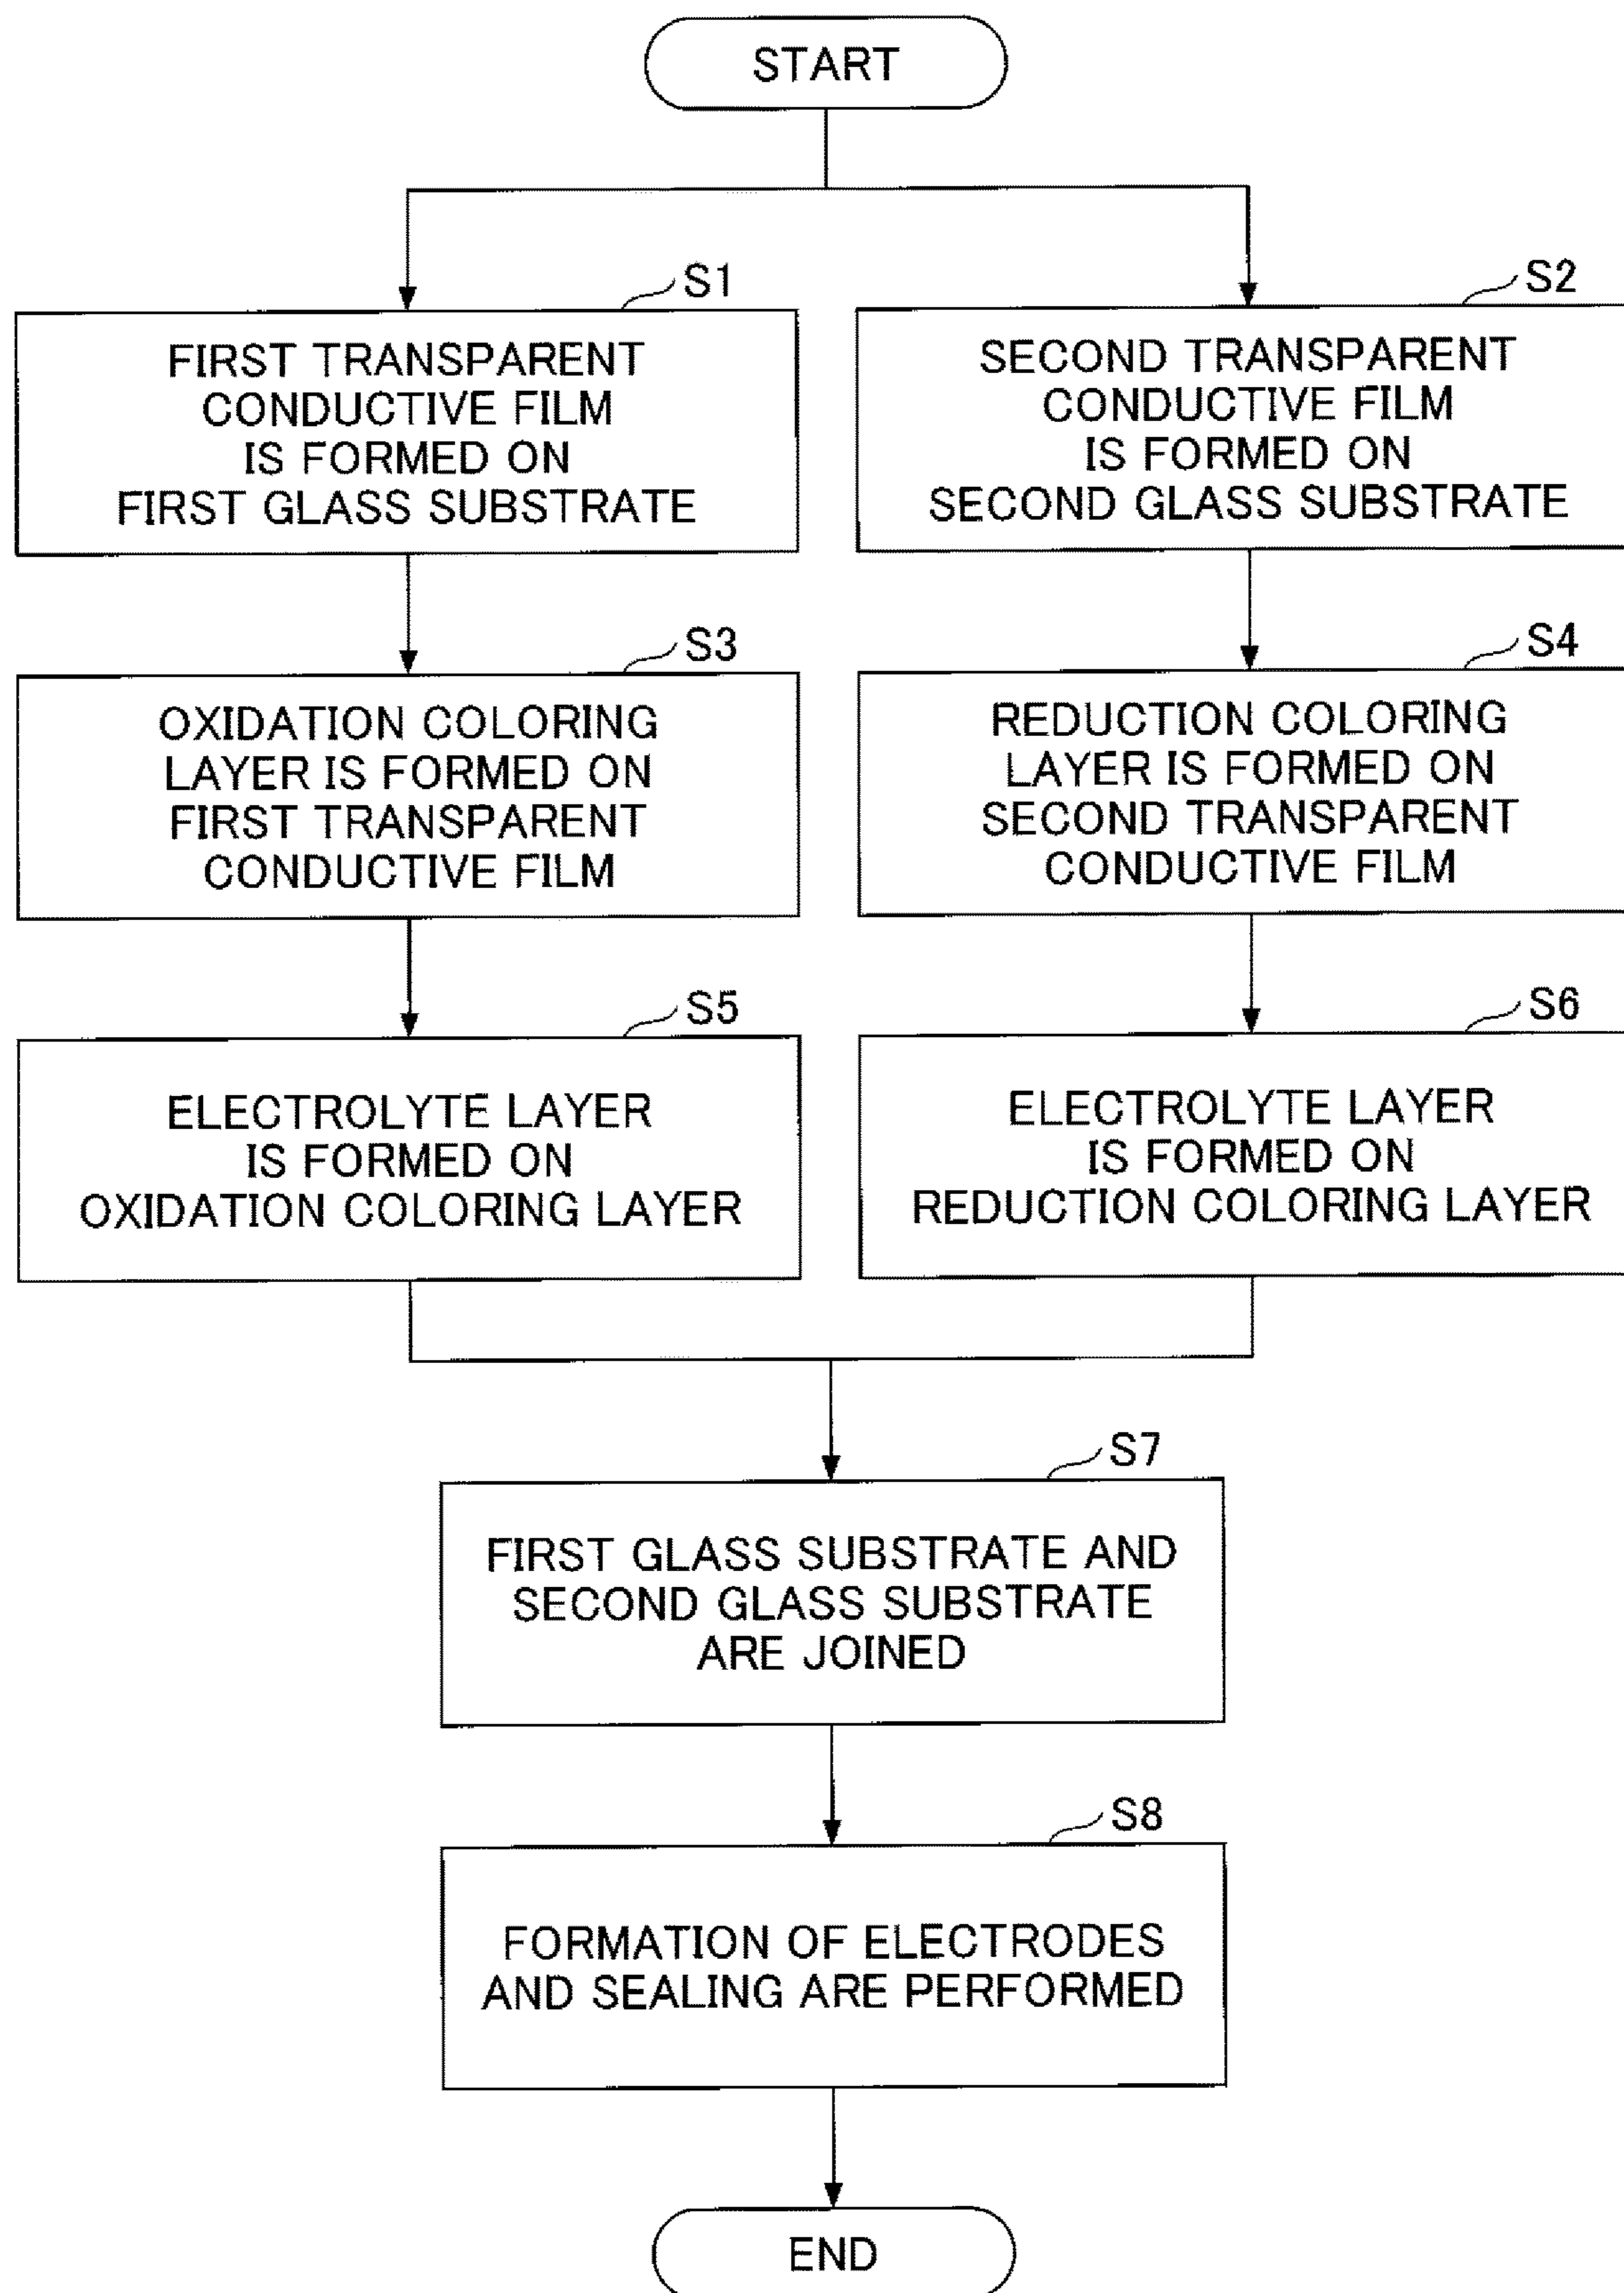 START
S1
FIRST TRANSPARENT
CONDUCTIVE FILM
IS FORMED ON
FIRST GLASS SUBSTRATE
S2
SECOND TRANSPARENT
CONDUCTIVE FILM
IS FORMED ON
SECOND GLASS SUBSTRATE
S3
OXIDATION COLORING
LAYER IS FORMED ON
FIRST TRANSPARENT
CONDUCTIVE FILM
S4
REDUCTION COLORING
LAYER IS FORMED ON
SECOND TRANSPARENT
CONDUCTIVE FILM
S5
ELECTROLYTE LAYER
IS FORMED ON
OXIDATION COLORING LAYER
S6
ELECTROLYTE LAYER
IS FORMED ON
REDUCTION COLORING LAYER
S7
FIRST GLASS SUBSTRATE AND
SECOND GLASS SUBSTRATE
ARE JOINED
S8
FORMATION OF ELECTRODES
AND SEALING ARE PERFORMED
END